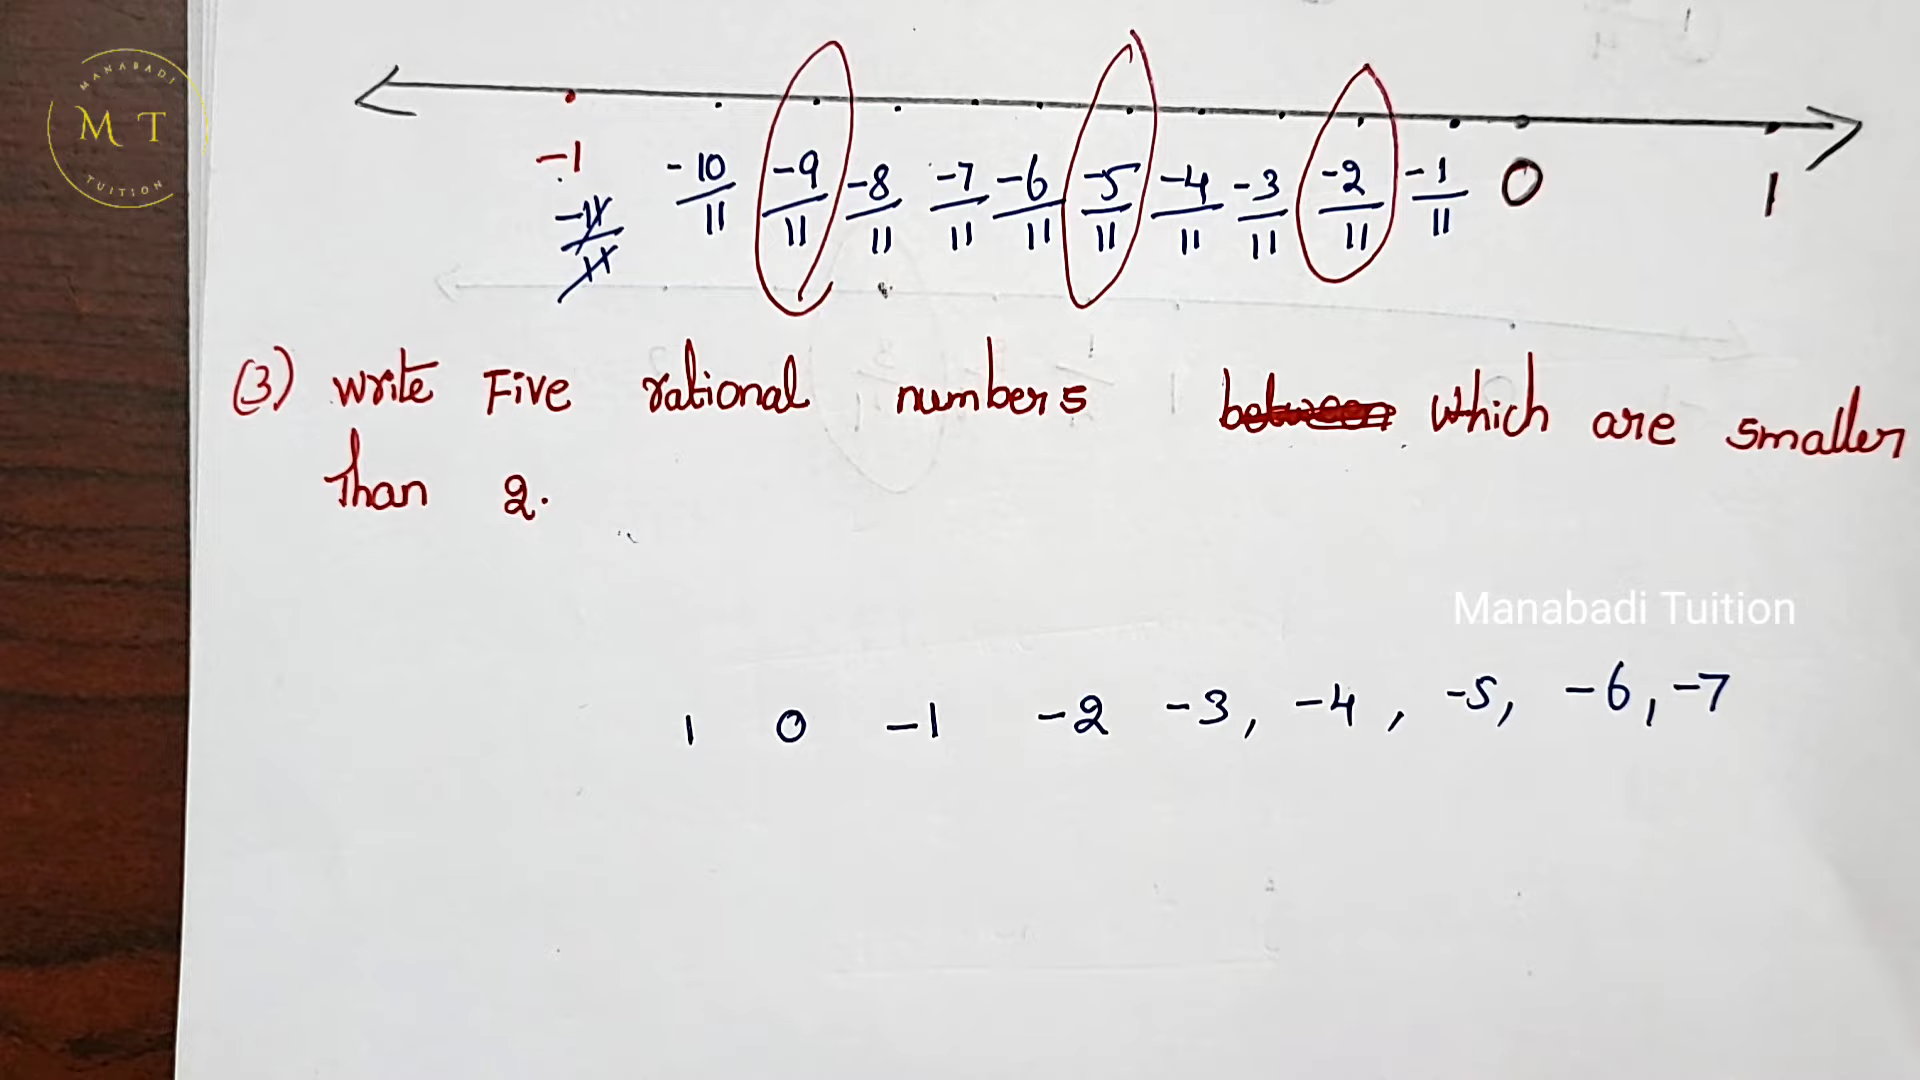 MANABADI
M T
TUITION
-1 -10/11 -9/11 -8/11 -7/11 -6/11 -5/11 -4/11 -3/11 -2/11 -1/11 0 1
-11/11
(3) write Five rational numbers between which are smaller
than 2.
Manabadi Tuition
1 0 -1 -2 -3, -4, -5, -6, -7